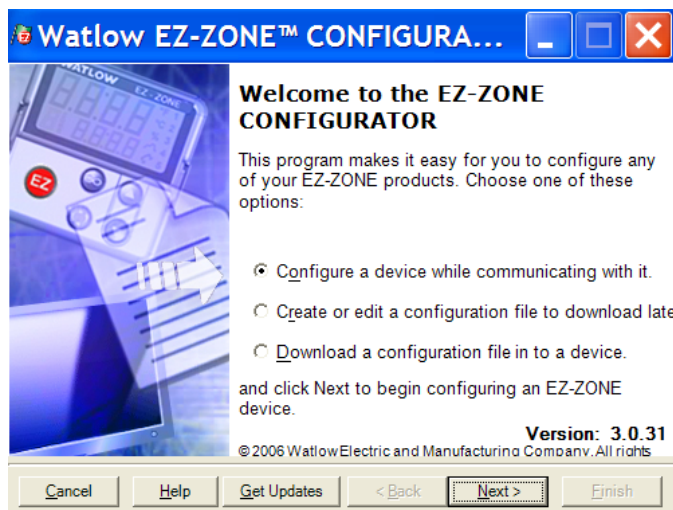 Watlow EZ-ZONE™ CONFIGURA...
WATLOW
EZ-ZONE
EZ
Welcome to the EZ-ZONE
CONFIGURATOR
This program makes it easy for you to configure any
of your EZ-ZONE products. Choose one of these
options:
Configure a device while communicating with it.
Create or edit a configuration file to download late
Download a configuration file in to a device.
and click Next to begin configuring an EZ-ZONE
device.
Version: 3.0.31
©2006 Watlow Electric and Manufacturing Company. All rights
Cancel Help Get Updates < Back Next > Finish